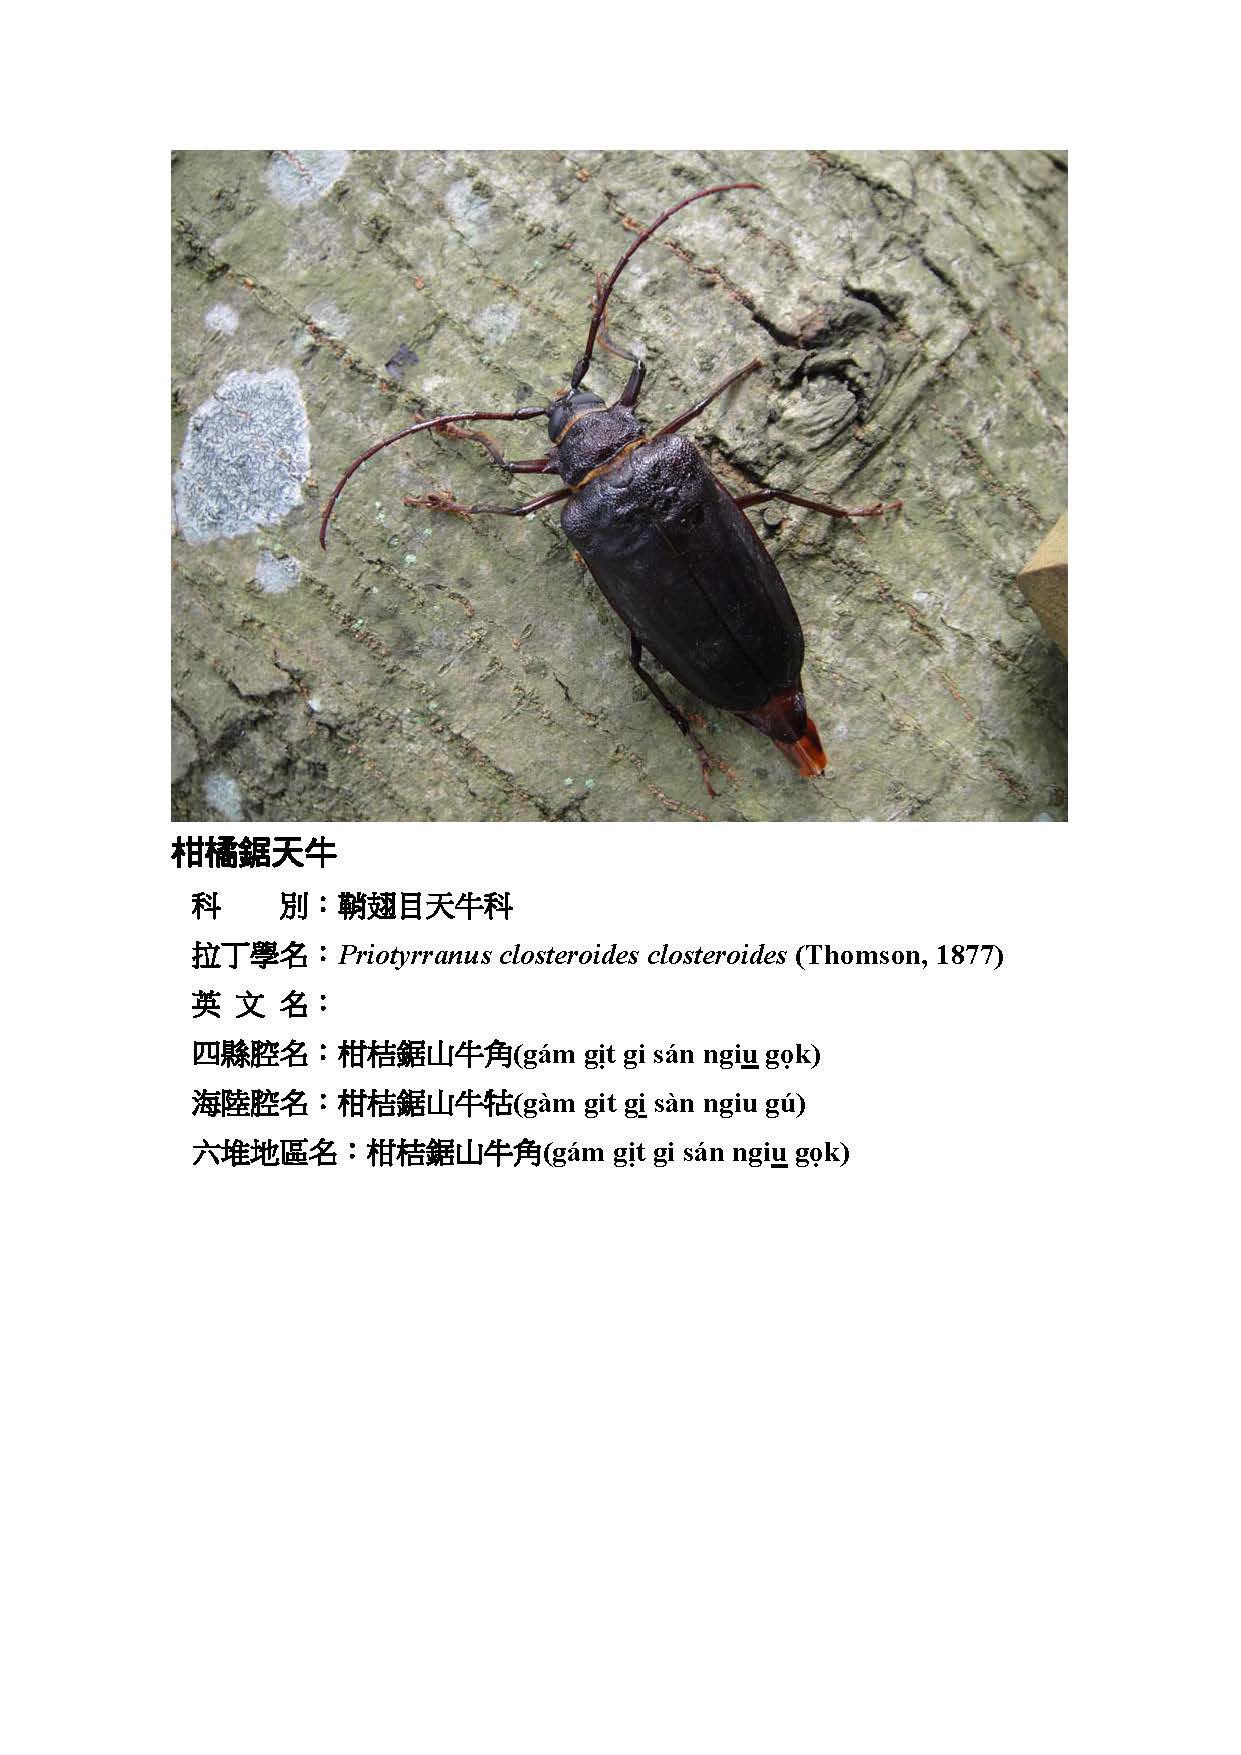 柑橘鋸天牛
科　　別：鞘翅目天牛科
拉丁學名：Priotyrranus closteroides closteroides (Thomson, 1877)
英 文 名：
四縣腔名：柑桔鋸山牛角(gám gịt gi sán ngiu̲ gọk)
海陸腔名：柑桔鋸山牛牯(gàm git gi̲ sàn ngiu gú)
六堆地區名：柑桔鋸山牛角(gám gịt gi sán ngiu̲ gọk)